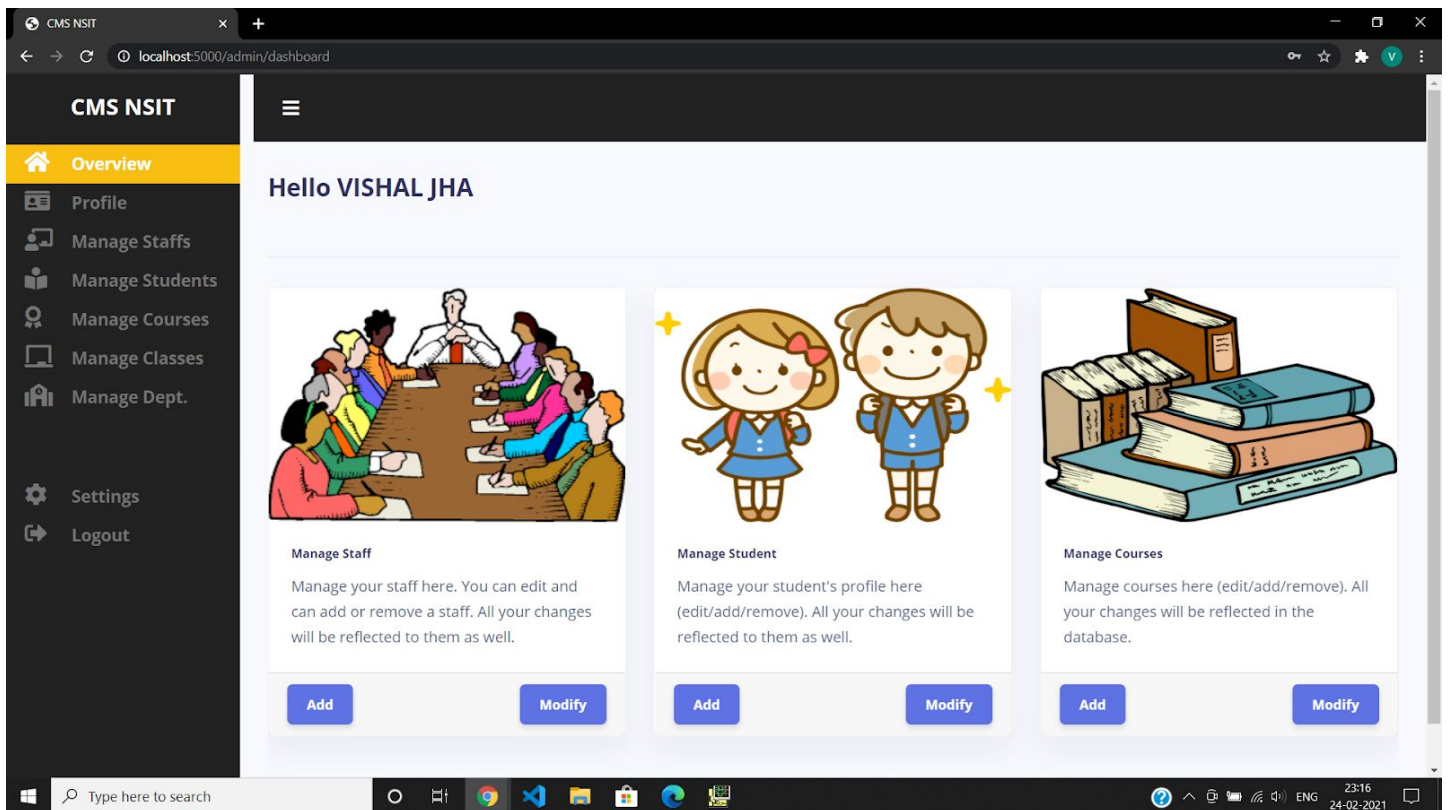 CMS NSIT
localhost:5000/admin/dashboard
V
CMS NSIT
Overview
Profile
Manage Staffs
Manage Students
Manage Courses
Manage Classes
Manage Dept.
Settings
Logout
Hello VISHAL JHA
Manage Staff
Manage your staff here. You can edit and
can add or remove a staff. All your changes
will be reflected to them as well.
Add
Modify
Manage Student
Manage your student's profile here
(edit/add/remove). All your changes will be
reflected to them as well.
Add
Modify
Manage Courses
Manage courses here (edit/add/remove). All
your changes will be reflected in the
database.
Add
Modify
Type here to search
ENG
23:16
24-02-2021